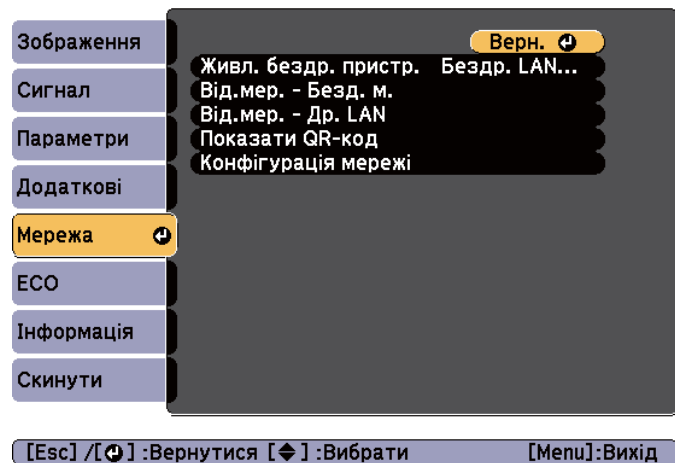 Зображення
Сигнал
Параметри
Додаткові
Мережа
ECO
Інформація
Скинути
Верн.
Живл. бездр. пристр. Бездр. LAN...
Від.мер. - Безд. м.
Від.мер. - Др. LAN
Показати QR-код
Конфігурація мережі
[Esc] /[⏎] :Вернутися [◆] :Вибрати [Menu]:Вихід